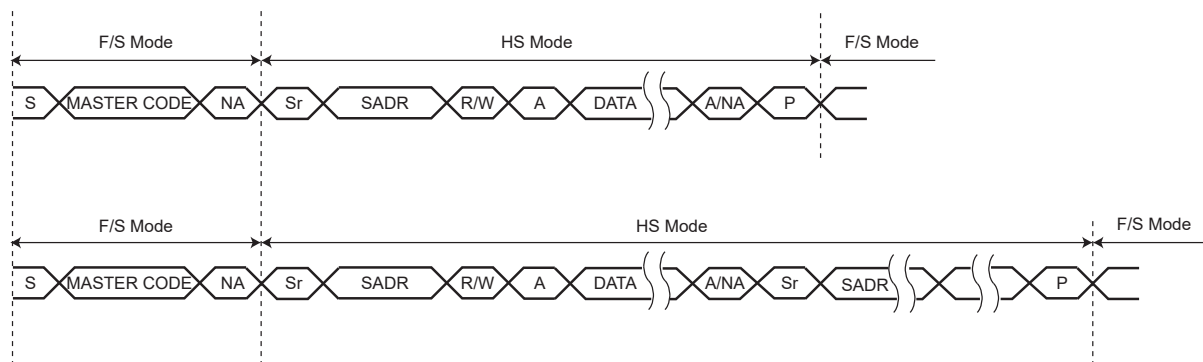 F/S Mode HS Mode F/S Mode
S MASTER CODE NA Sr SADR R/W A DATA A/NA P
F/S Mode HS Mode F/S Mode
S MASTER CODE NA Sr SADR R/W A DATA A/NA Sr SADR P